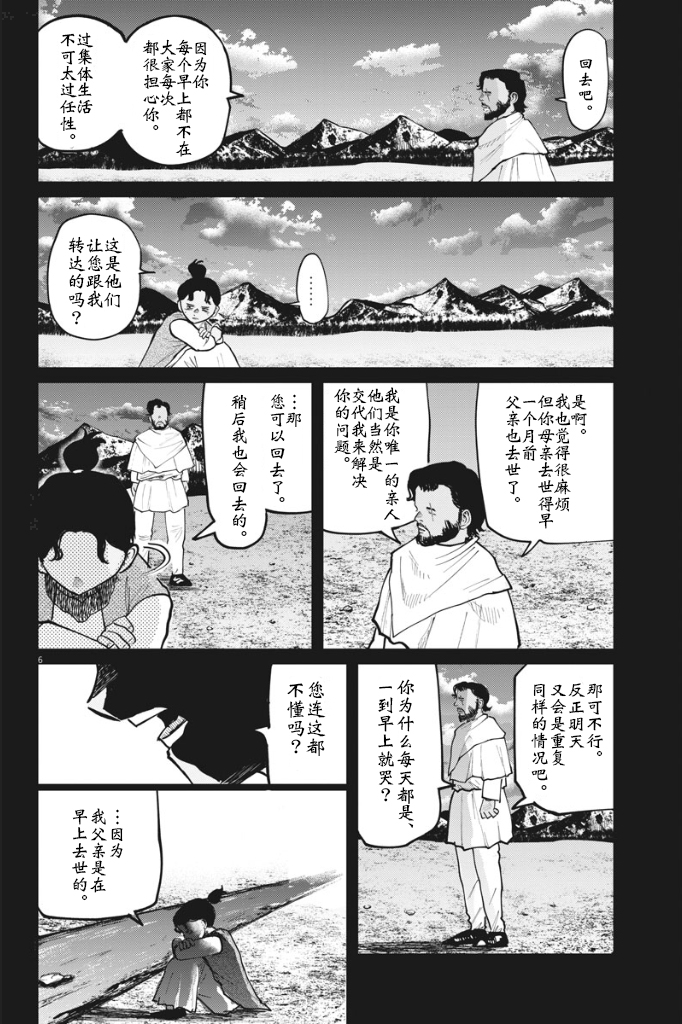 回去吧。
因为你
每个早上都不在
大家每次
都很担心你。
过集体生活
不可太过任性。
……
这是他们
让您跟我
转达的吗？
是啊。
我也觉得很麻烦
但你母亲去世得早
一个月前
父亲也去世了。
我是你唯一的亲人
他们当然是
交代我来解决
你的问题。
…那
您可以回去了。
稍后我也会回去的。
6
那可不行。
反正明天
又会是重复
同样的情况吧。
你为什么每天都是、
一到早上就哭？
您连这都
不懂吗？
…因为
我父亲是在
早上去世的。